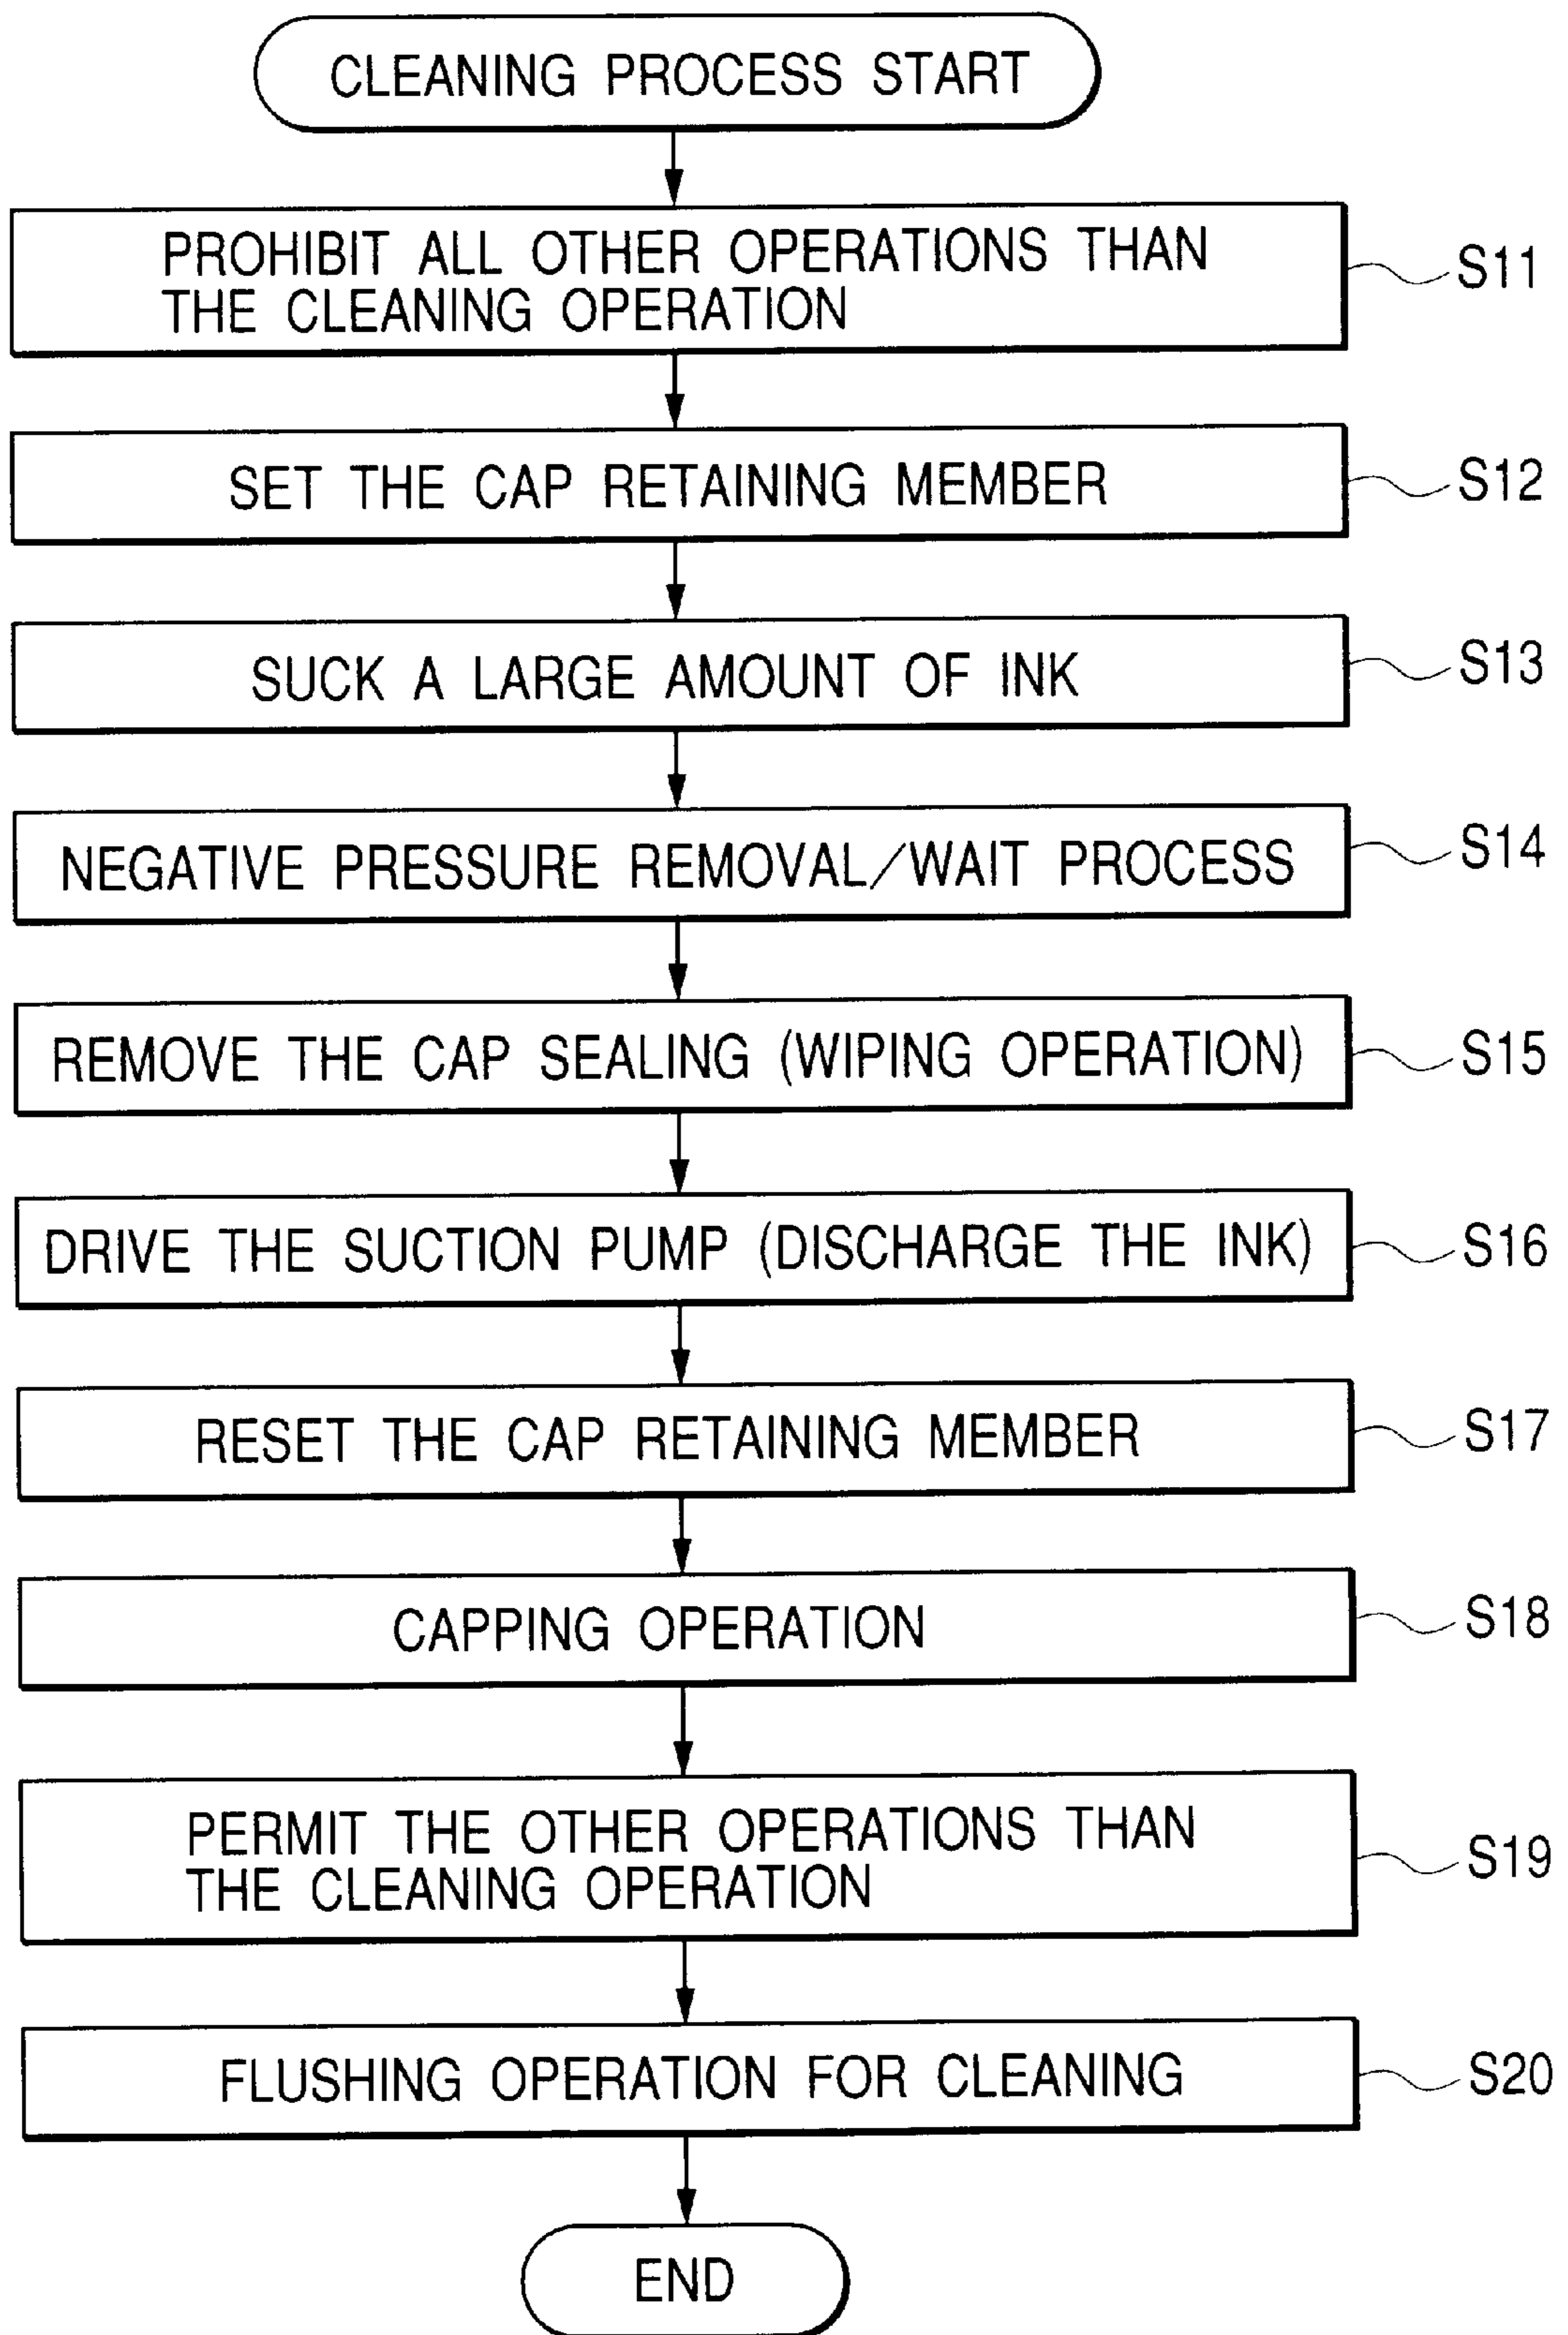 CLEANING PROCESS START
PROHIBIT ALL OTHER OPERATIONS THAN
THE CLEANING OPERATION
S11
SET THE CAP RETAINING MEMBER
S12
SUCK A LARGE AMOUNT OF INK
S13
NEGATIVE PRESSURE REMOVAL/WAIT PROCESS
S14
REMOVE THE CAP SEALING (WIPING OPERATION)
S15
DRIVE THE SUCTION PUMP (DISCHARGE THE INK)
S16
RESET THE CAP RETAINING MEMBER
S17
CAPPING OPERATION
S18
PERMIT THE OTHER OPERATIONS THAN
THE CLEANING OPERATION
S19
FLUSHING OPERATION FOR CLEANING
S20
END